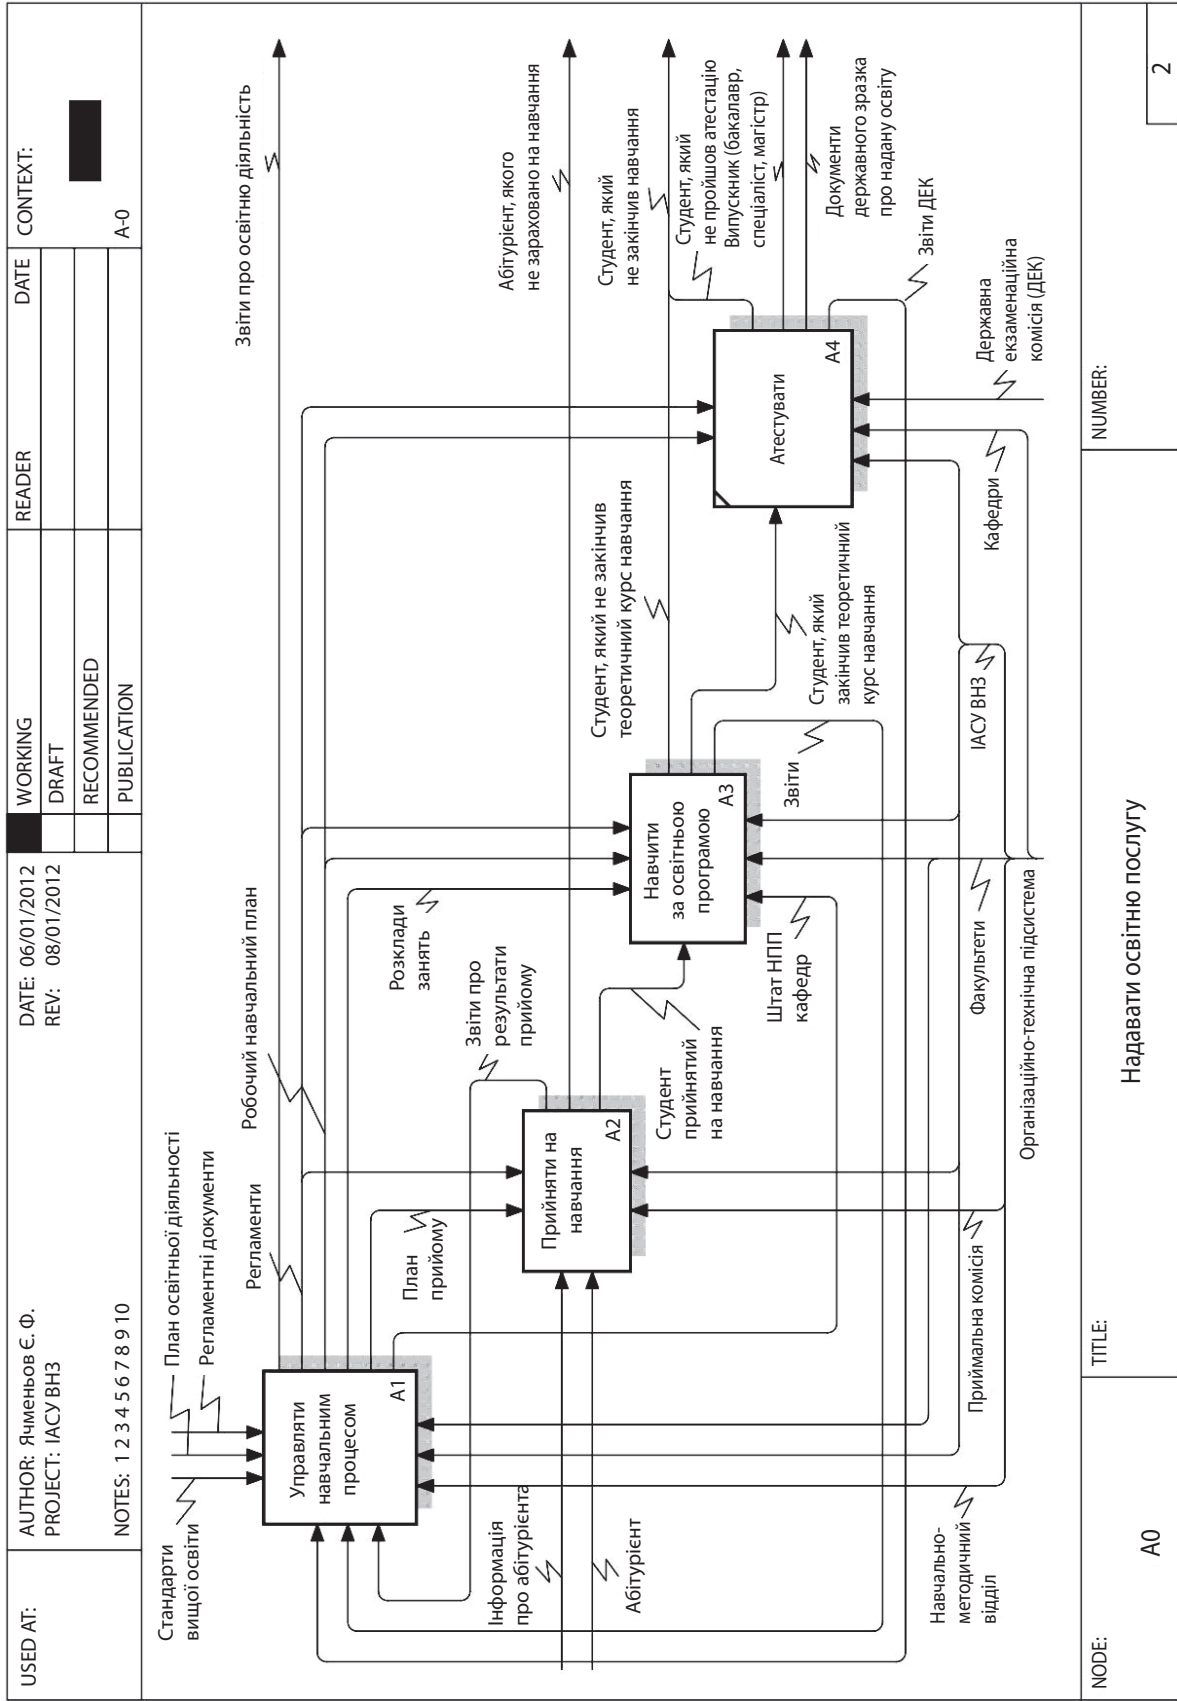 USED AT:
AUTHOR: Ячменьов Є. Ф.
PROJECT: ІАСУ ВНЗ
NOTES: 1 2 3 4 5 6 7 8 9 10
DATE: 06/01/2012
REV: 08/01/2012
WORKING
DRAFT
RECOMMENDED
PUBLICATION
READER
DATE
CONTEXT:
A-0
Стандарти
вищої освіти
План освітньої діяльності
Регламентні документи
Регламенти
Робочий навчальний план
Звіти про освітню діяльність
Управляти
навчальним
процесом
A1
План
прийому
Розклади
занять
Звіти про
результати
прийому
Інформація
про абітурієнта
Абітурієнт
Прийняти на
навчання
A2
Студент
прийнятий
на навчання
Абітурієнт, якого
не зараховано на навчання
Студент, який не закінчив
теоретичний курс навчання
Студент, який
не закінчив навчання
Навчити
за освітньою
програмою
A3
Штат НПП
кафедр
Звіти
Студент, який
закінчив теоретичний
курс навчання
Атестувати
A4
Студент, який
не пройшов атестацію
Випускник (бакалавр,
спеціаліст, магістр)
Документи
державного зразка
про надану освіту
Звіти ДЕК
Державна
екзаменаційна
комісія (ДЕК)
Кафедри
ІАСУ ВНЗ
Факультети
Організаційно-технічна підсистема
Приймальна комісія
Навчально-
методичний
відділ
NODE:
A0
TITLE:
Надавати освітню послугу
NUMBER:
2